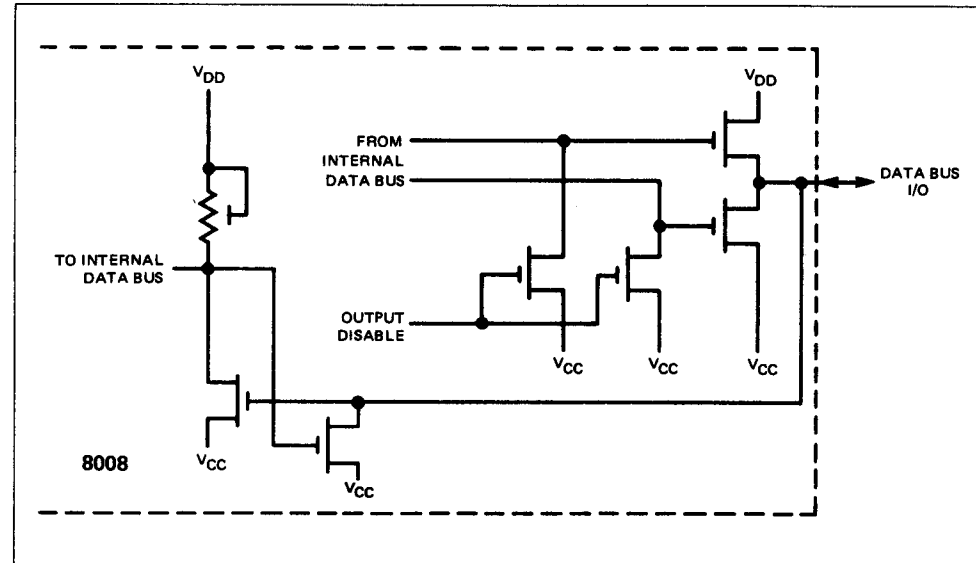 VDD
VDD
FROM
INTERNAL
DATA BUS
DATA BUS
I/O
TO INTERNAL
DATA BUS
OUTPUT
DISABLE
VCC
VCC
VCC
VCC
8008
VCC